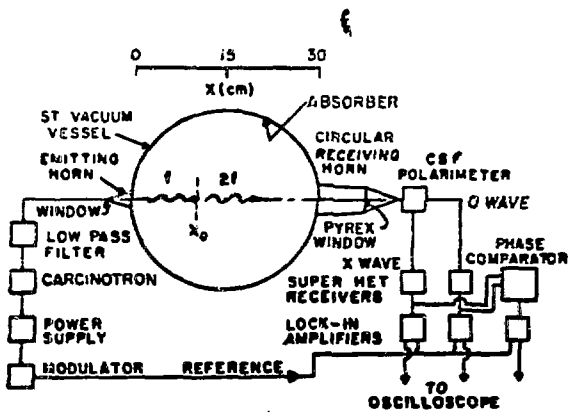 0 15 30
X (cm)
ABSORBER
ST VACUUM
VESSEL
CIRCULAR
RECEIVING
HORN
EMITTING
HORN
CSF
POLARIMETER
f 2f
O WAVE
WINDOW
X₀
PYREX
WINDOW
LOW PASS
FILTER
PHASE
COMPARATOR
X WAVE
CARCINOTRON
SUPER HET
RECEIVERS
POWER
SUPPLY
LOCK-IN
AMPLIFIERS
MODULATOR
REFERENCE
TO
OSCILLOSCOPE